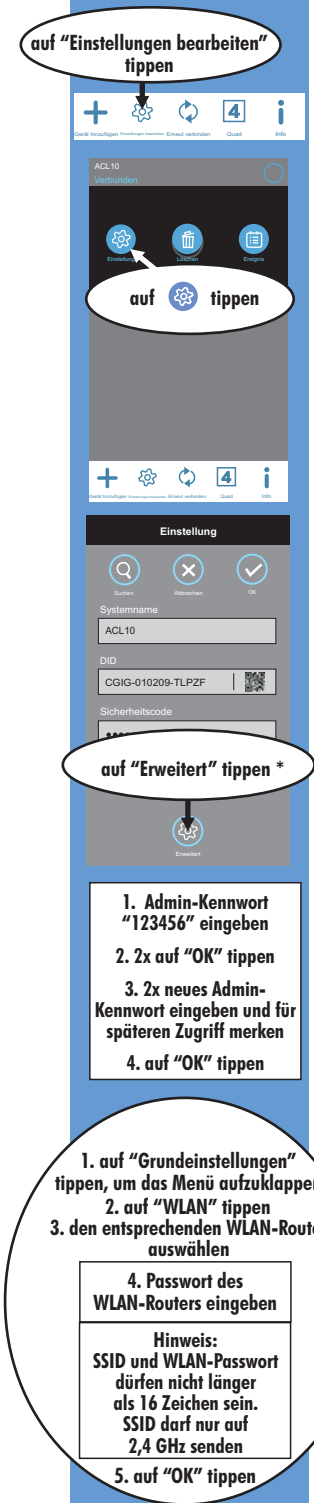 auf “Einstellungen bearbeiten”
tippen
Gerät hinzufügen Einstellungen bearbeiten Erneut verbinden Quad Info
4
ACL10
Verbunden
Einstellung Löschen Ereignis
auf tippen
4
Gerät hinzufügen Einstellungen bearbeiten Erneut verbinden Quad Info
Einstellung
Suchen Abbrechen OK
Systemname
ACL10
DID
CGIG-010209-TLPZF
Sicherheitscode
auf “Erweitert” tippen *
Erweitert
1. Admin-Kennwort
“123456” eingeben
2. 2x auf “OK” tippen
3. 2x neues Admin-
Kennwort eingeben und für
späteren Zugriff merken
4. auf “OK” tippen
1. auf “Grundeinstellungen”
tippen, um das Menü aufzuklappen
2. auf “WLAN” tippen
3. den entsprechenden WLAN-Route
auswählen
4. Passwort des
WLAN-Routers eingeben
Hinweis:
SSID und WLAN-Passwort
dürfen nicht länger
als 16 Zeichen sein.
SSID darf nur auf
2,4 GHz senden
5. auf “OK” tippen